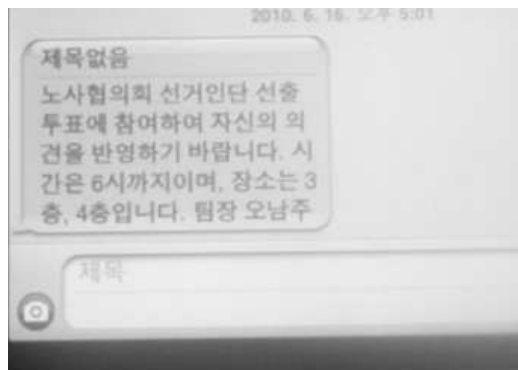 2010. 6. 16. 오후 5:01
제목없음
노사협의회 선거인단 선출
투표에 참여하여 자신의 의
견을 반영하기 바랍니다. 시
간은 6시까지이며, 장소는 3
층, 4층입니다. 팀장 오남주
제목